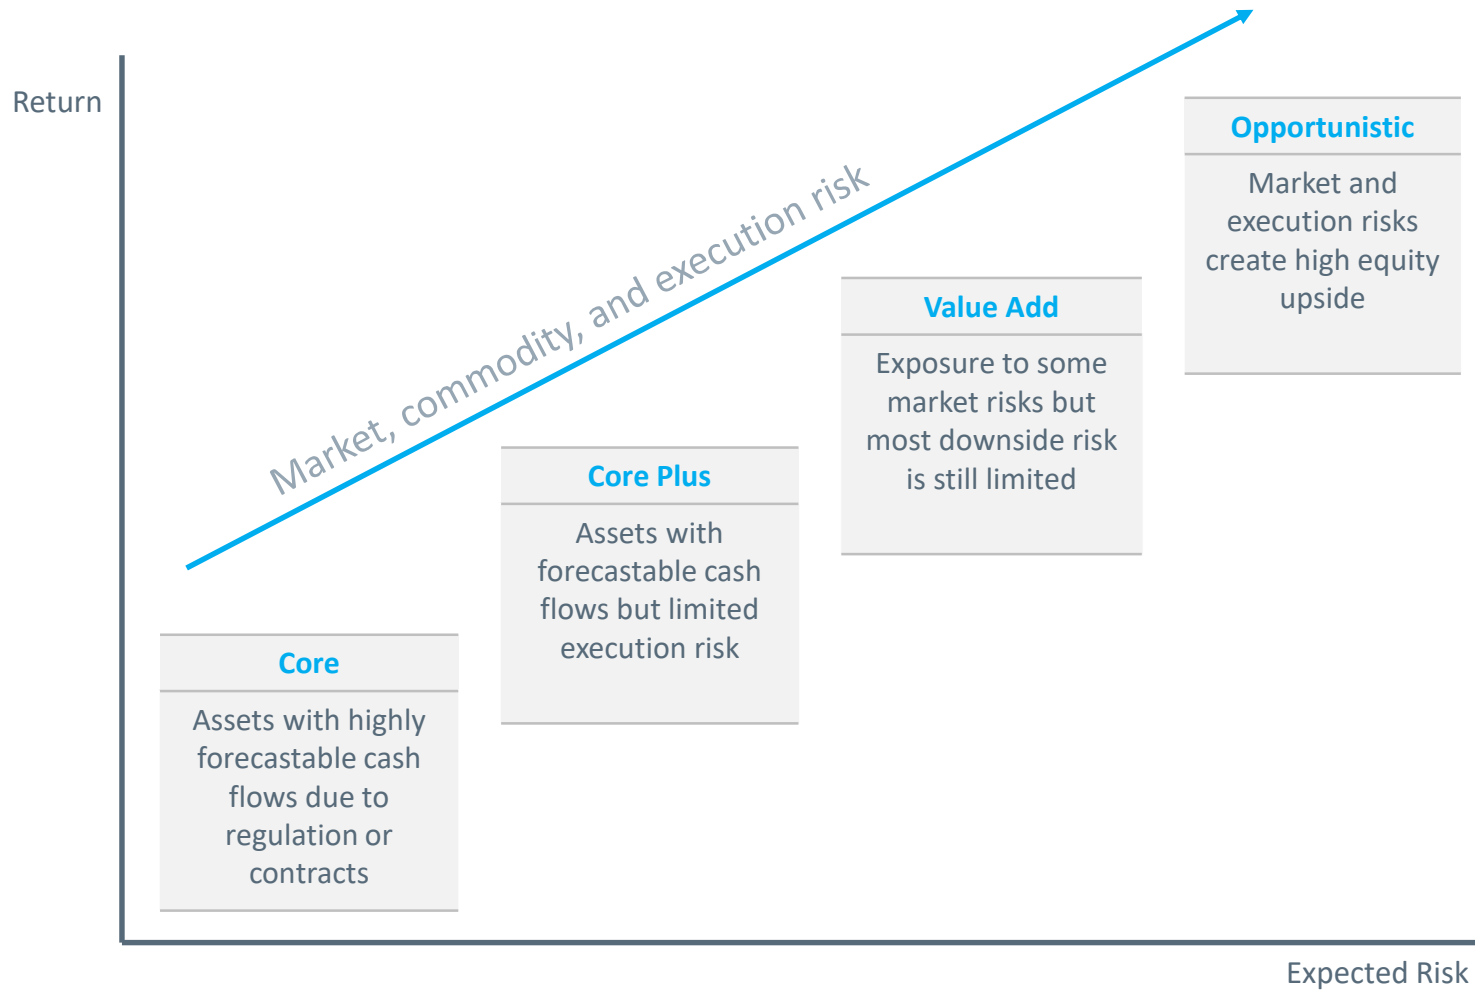 Return
Market, commodity, and execution risk
Opportunistic
Market and
execution risks
create high equity
upside
Value Add
Exposure to some
market risks but
most downside risk
is still limited
Core Plus
Assets with
forecastable cash
flows but limited
execution risk
Core
Assets with highly
forecastable cash
flows due to
regulation or
contracts
Expected Risk